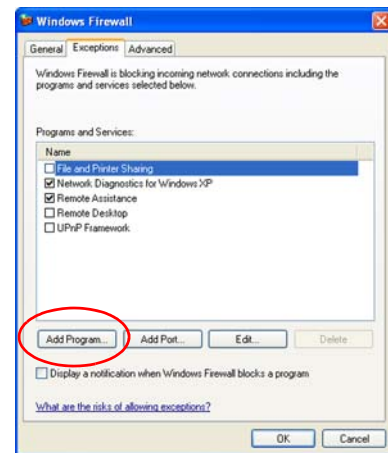 Windows Firewall
General Exceptions Advanced
Windows Firewall is blocking incoming network connections including the
programs and services selected below.
Programs and Services:
Name
File and Printer Sharing
Network Diagnostics for Windows XP
Remote Assistance
Remote Desktop
UPnP Framework
Add Program... Add Port... Edit... Delete
Display a notification when Windows Firewall blocks a program
What are the risks of allowing exceptions?
OK Cancel